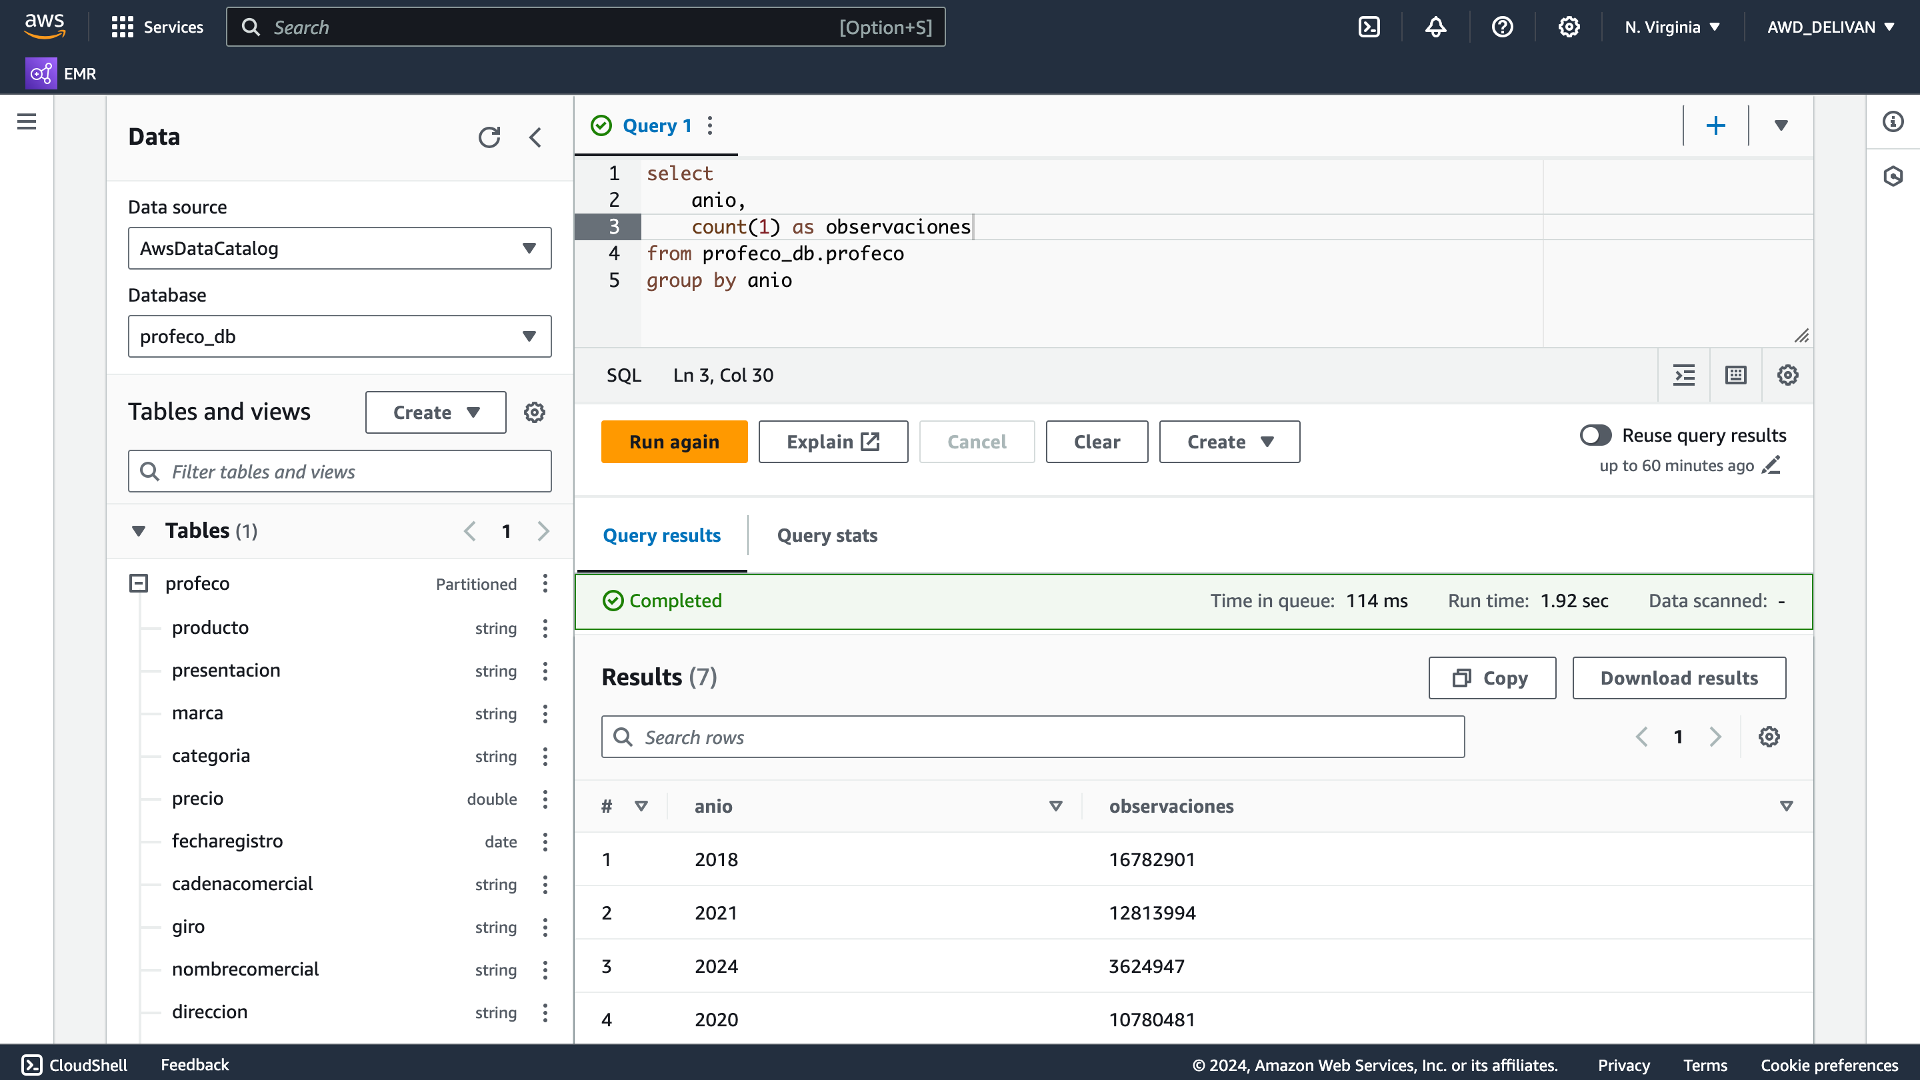 aws
Services
Search
[Option+S]
N. Virginia
AWD_DELIVAN
EMR
Data
Data source
AwsDataCatalog
Database
profeco_db
Tables and views
Create
Filter tables and views
Tables (1)
1
profeco Partitioned
producto string
presentacion string
marca string
categoria string
precio double
fecharegistro date
cadenacomercial string
giro string
nombrecomercial string
direccion string
Query 1
1 select
2 anio,
3 count(1) as observaciones
4 from profeco_db.profeco
5 group by anio
SQL Ln 3, Col 30
Run again
Explain
Cancel
Clear
Create
Reuse query results
up to 60 minutes ago
Query results
Query stats
Completed
Time in queue: 114 ms
Run time: 1.92 sec
Data scanned: -
Results (7)
Copy
Download results
Search rows
1
# anio observaciones
1 2018 16782901
2 2021 12813994
3 2024 3624947
4 2020 10780481
CloudShell
Feedback
© 2024, Amazon Web Services, Inc. or its affiliates.
Privacy
Terms
Cookie preferences